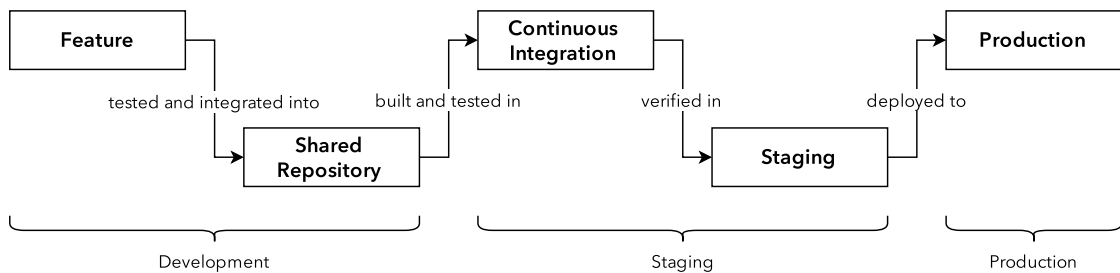 Feature
Continuous
Integration
Production
tested and integrated into
built and tested in
verified in
deployed to
Shared
Repository
Staging
Development
Staging
Production